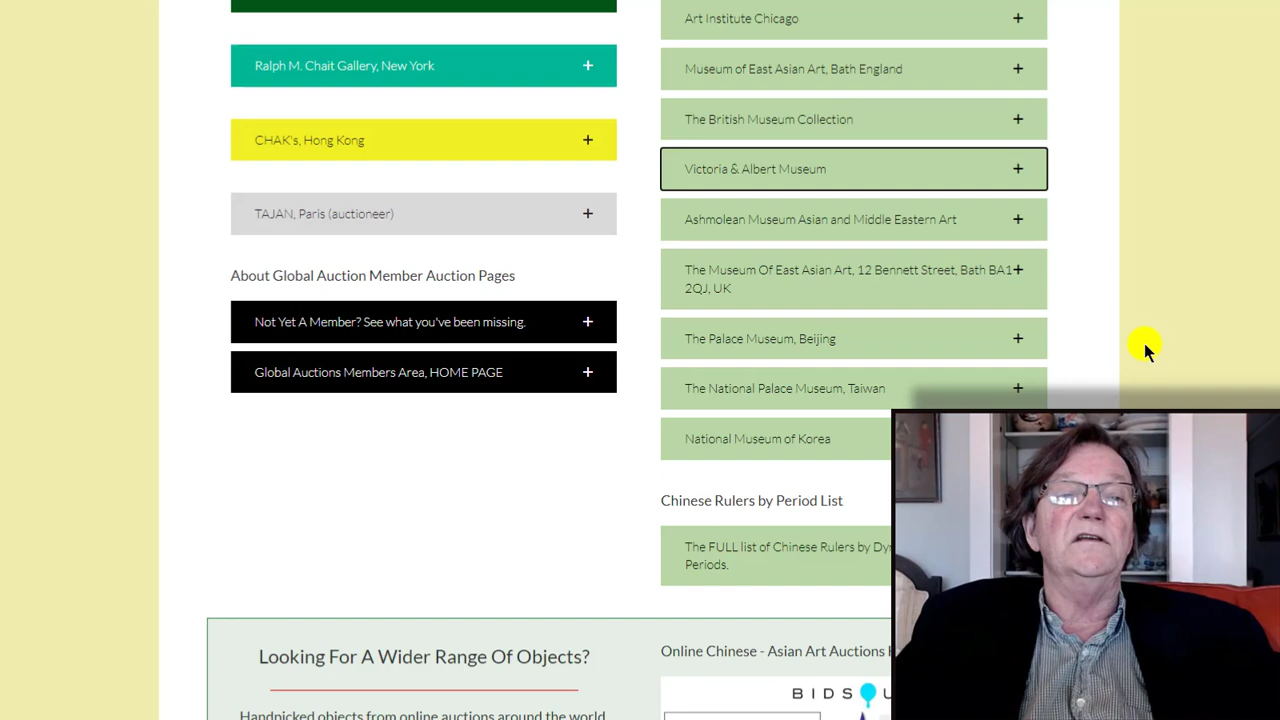 Ralph M. Chait Gallery, New York
CHAK's, Hong Kong
TAJAN, Paris (auctioneer)
About Global Auction Member Auction Pages
Not Yet A Member? See what you've been missing.
Global Auctions Members Area, HOME PAGE
Art Institute Chicago
Museum of East Asian Art, Bath England
The British Museum Collection
Victoria & Albert Museum
Ashmolean Museum Asian and Middle Eastern Art
The Museum Of East Asian Art, 12 Bennett Street, Bath BA1
2QJ, UK
The Palace Museum, Beijing
The National Palace Museum, Taiwan
National Museum of Korea
Chinese Rulers by Period List
The FULL list of Chinese Rulers by
Periods.
Looking For A Wider Range Of Objects?
Handpicked objects from online auctions around the world
Online Chinese - Asian Art Auctions
BIDS